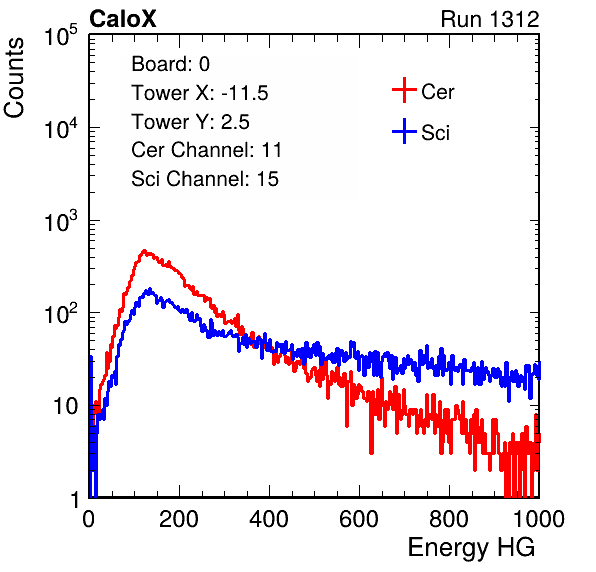 CaloX Run 1312
Counts
10^5
10^4
10^3
10^2
10
1
Board: 0
Tower X: -11.5
Tower Y: 2.5
Cer Channel: 11
Sci Channel: 15
Cer
Sci
0 200 400 600 800 1000
Energy HG